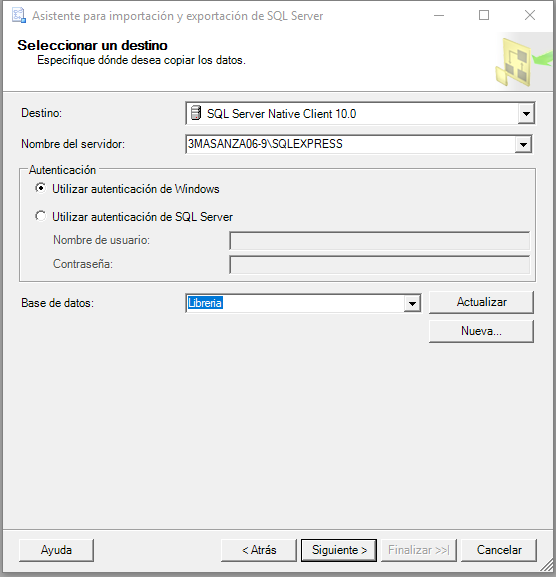 Asistente para importación y exportación de SQL Server
Seleccionar un destino
Especifique dónde desea copiar los datos.
Destino: SQL Server Native Client 10.0
Nombre del servidor: 3MASANZA06-9\SQLEXPRESS
Autenticación
Utilizar autenticación de Windows
Utilizar autenticación de SQL Server
Nombre de usuario:
Contraseña:
Base de datos: Libreria Actualizar
Nueva...
Ayuda < Atrás Siguiente > Finalizar >>| Cancelar